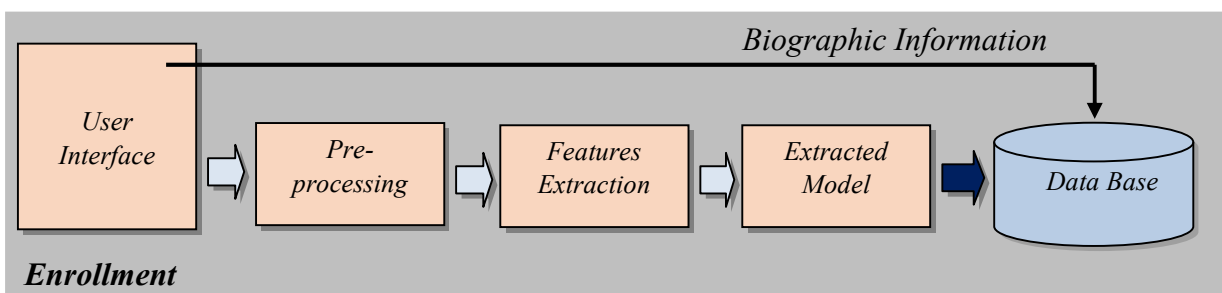 Biographic Information
User
Interface
Pre-
processing
Features
Extraction
Extracted
Model
Data Base
Enrollment